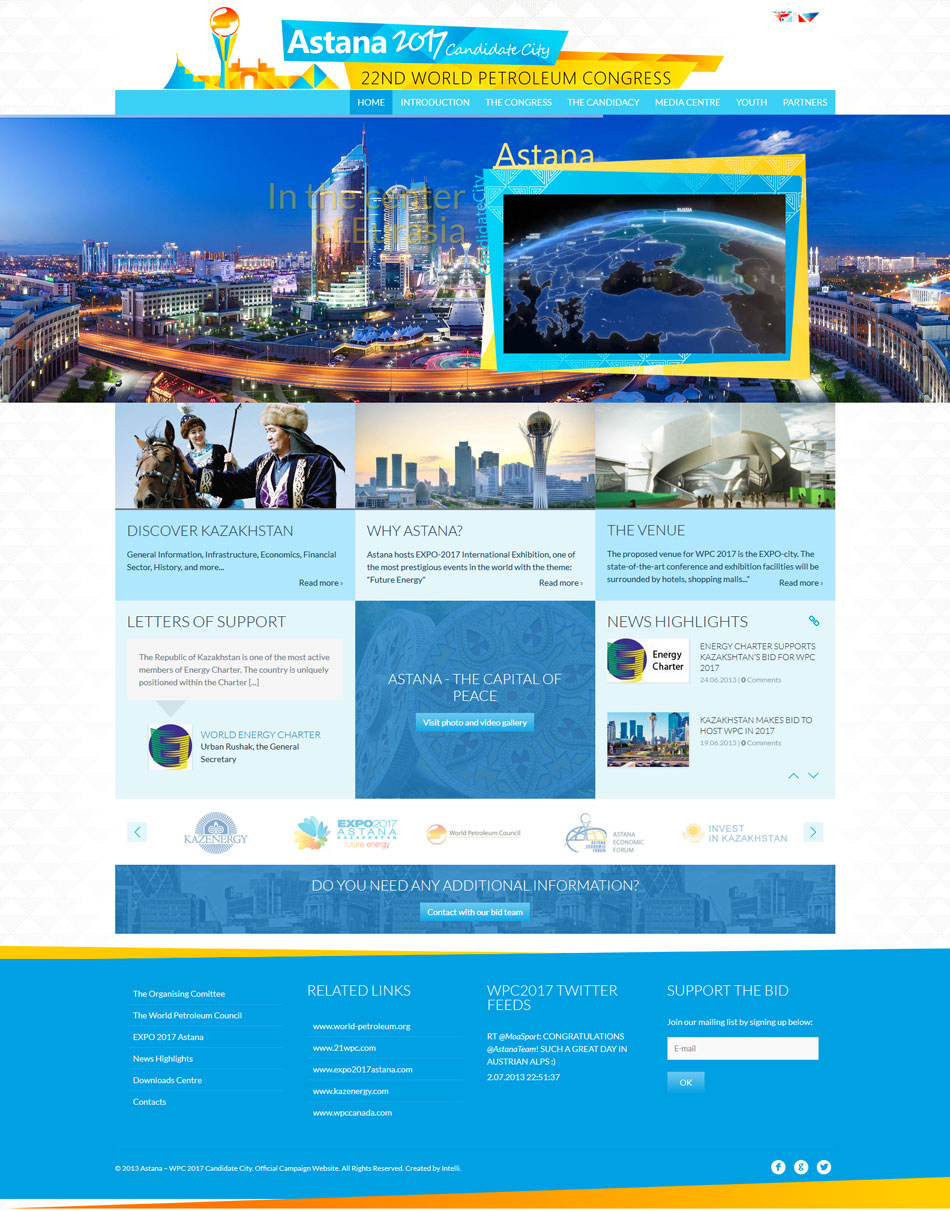 Astana 2017 Candidate City
22ND WORLD PETROLEUM CONGRESS
HOME INTRODUCTION THE CONGRESS THE CANDIDACY MEDIA CENTRE YOUTH PARTNERS
Astana
Candidate City
In the center
of Eurasia
RUSSIA
DISCOVER KAZAKHSTAN
General Information, Infrastructure, Economics, Financial
Sector, History, and more...
Read more ›
WHY ASTANA?
Astana hosts EXPO-2017 International Exhibition, one of
the most prestigious events in the world with the theme:
"Future Energy"
Read more ›
THE VENUE
The proposed venue for WPC 2017 is the EXPO-city. The
state-of-the-art conference and exhibition facilities will be
surrounded by hotels, shopping malls..."
Read more ›
LETTERS OF SUPPORT
The Republic of Kazakhstan is one of the most active
members of Energy Charter. The country is uniquely
positioned within the Charter [...]
WORLD ENERGY CHARTER
Urban Rushak, the General
Secretary
ASTANA - THE CAPITAL OF
PEACE
Visit photo and video gallery
NEWS HIGHLIGHTS
Energy
Charter
ENERGY CHARTER SUPPORTS
KAZAKSHTAN'S BID FOR WPC
2017
24.06.2013 | 0 Comments
KAZAKHSTAN MAKES BID TO
HOST WPC IN 2017
19.06.2013 | 0 Comments
KAZENERGY
EXPO2017
ASTANA
KAZAKHSTAN
future energy
World Petroleum Council
ASTANA
ECONOMIC
FORUM
INVEST
IN KAZAKHSTAN
DO YOU NEED ANY ADDITIONAL INFORMATION?
Contact with our bid team
The Organising Comittee
The World Petroleum Council
EXPO 2017 Astana
News Highlights
Downloads Centre
Contacts
RELATED LINKS
www.world-petroleum.org
www.21wpc.com
www.expo2017astana.com
www.kazenergy.com
www.wpccanada.com
WPC2017 TWITTER
FEEDS
RT @MoaSport: CONGRATULATIONS
@AstanaTeam! SUCH A GREAT DAY IN
AUSTRIAN ALPS :)
2.07.2013 22:51:37
SUPPORT THE BID
Join our mailing list by signing up below:
E-mail
OK
© 2013 Astana – WPC 2017 Candidate City. Official Campaign Website. All Rights Reserved. Created by Intelli.